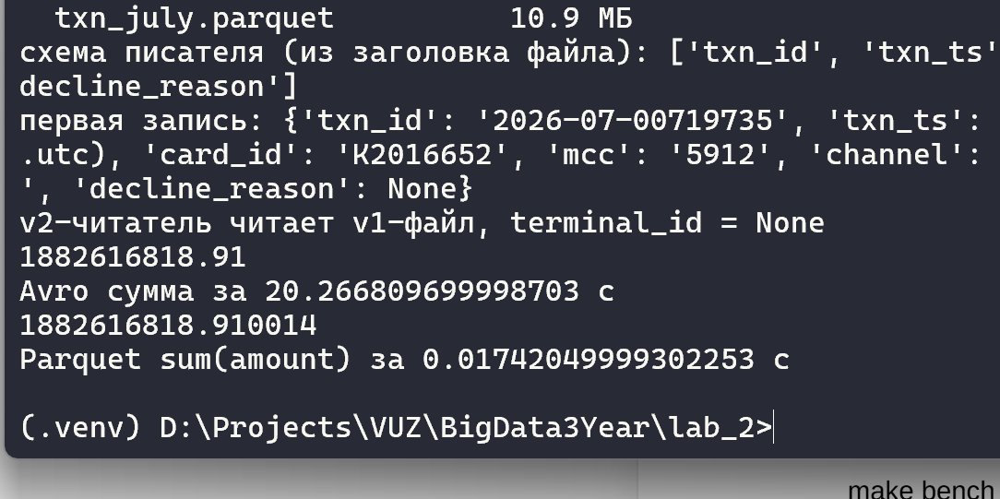 txn_july.parquet 10.9 МБ
схема писателя (из заголовка файла): ['txn_id', 'txn_ts'
decline_reason']
первая запись: {'txn_id': '2026-07-00719735', 'txn_ts':
.utc), 'card_id': 'K2016652', 'mcc': '5912', 'channel':
', 'decline_reason': None}
v2-читатель читает v1-файл, terminal_id = None
1882616818.91
Avro сумма за 20.266809699998703 с
1882616818.910014
Parquet sum(amount) за 0.01742049999302253 с
(.venv) D:\Projects\VUZ\BigData3Year\lab_2>
make bench